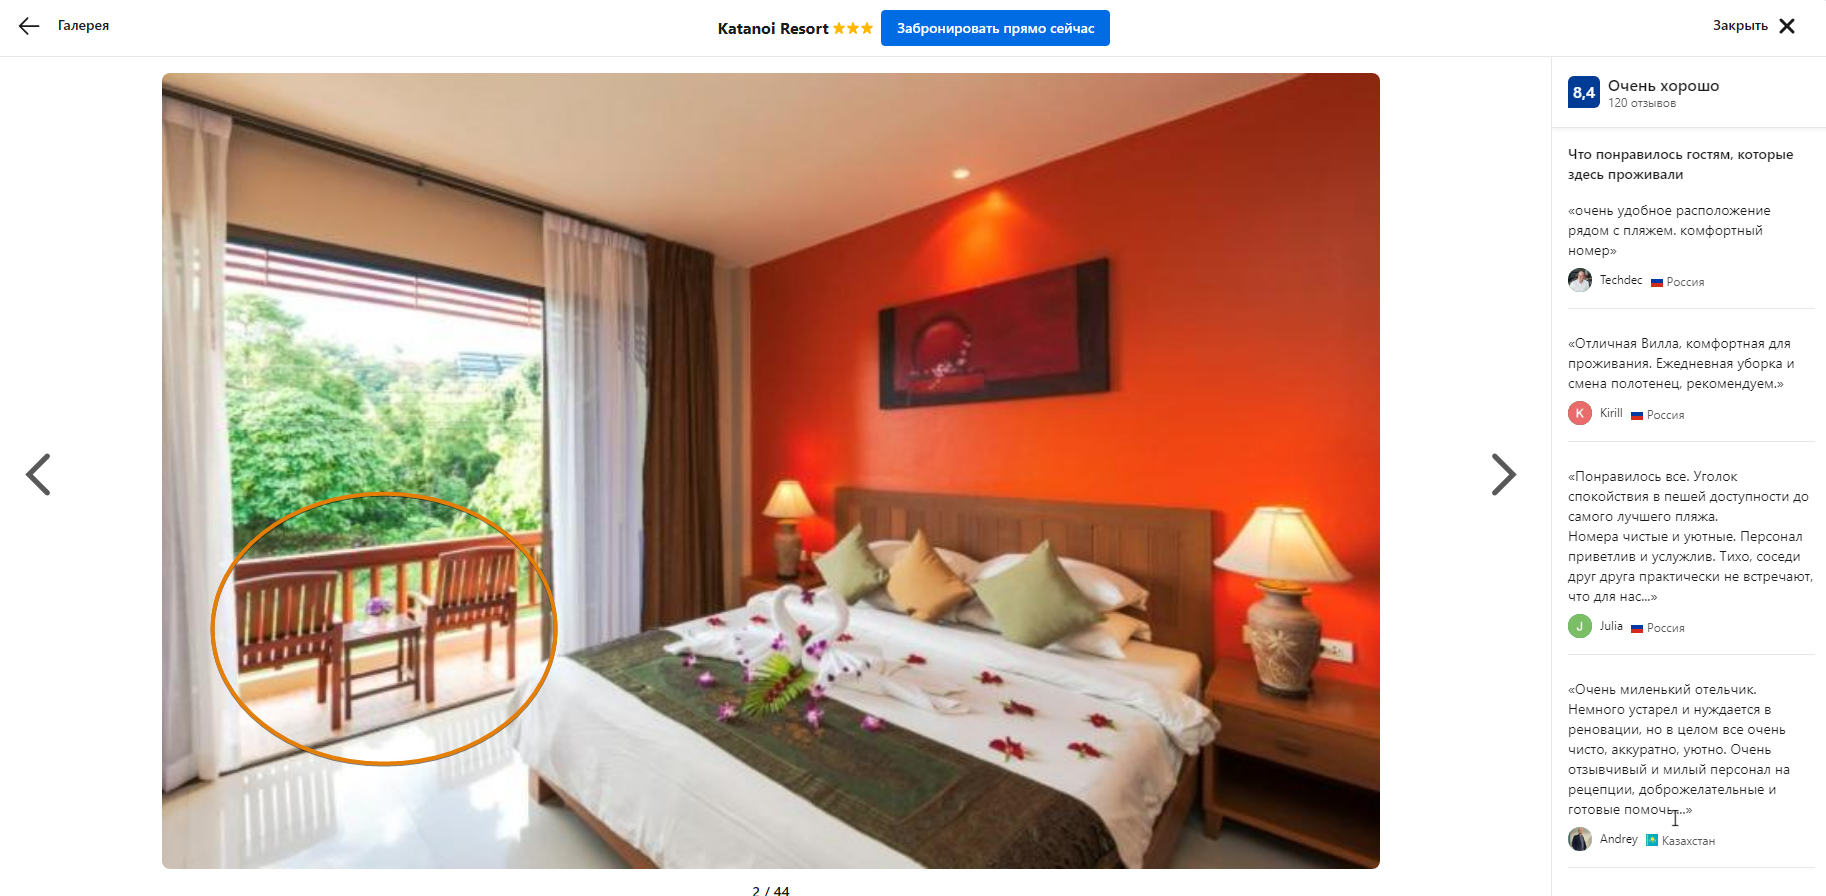 Галерея
Katanoi Resort
Забронировать прямо сейчас
Закрыть
8,4
Очень хорошо
120 отзывов
Что понравилось гостям, которые
здесь проживали
«очень удобное расположение
рядом с пляжем. комфортный
номер»
Techdec Россия
«Отличная Вилла, комфортная для
проживания. Ежедневная уборка и
смена полотенец, рекомендуем.»
K Kirill Россия
«Понравилось все. Уголок
спокойствия в пешей доступности до
самого лучшего пляжа.
Номера чистые и уютные. Персонал
приветлив и услужлив. Тихо, соседи
друг друга практически не встречают,
что для нас...»
J Julia Россия
«Очень миленький отельчик.
Немного устарел и нуждается в
реновации, но в целом все очень
чисто, аккуратно, уютно. Очень
отзывчивый и милый персонал на
рецепции, доброжелательные и
готовые помочь...»
Andrey Казахстан
2 / 44